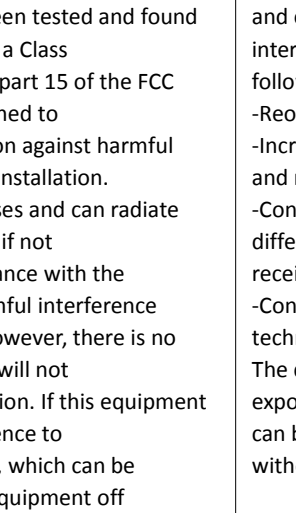 een tested and found
a Class
part 15 of the FCC
ned to
on against harmful
nstallation.
ses and can radiate
if not
ance with the
nful interference
owever, there is no
will not
ion. If this equipment
ence to
, which can be
quipment off
and
inter
follo
-Reo
-Incr
and
-Con
diffe
recei
-Con
techn
The
expo
can b
witho